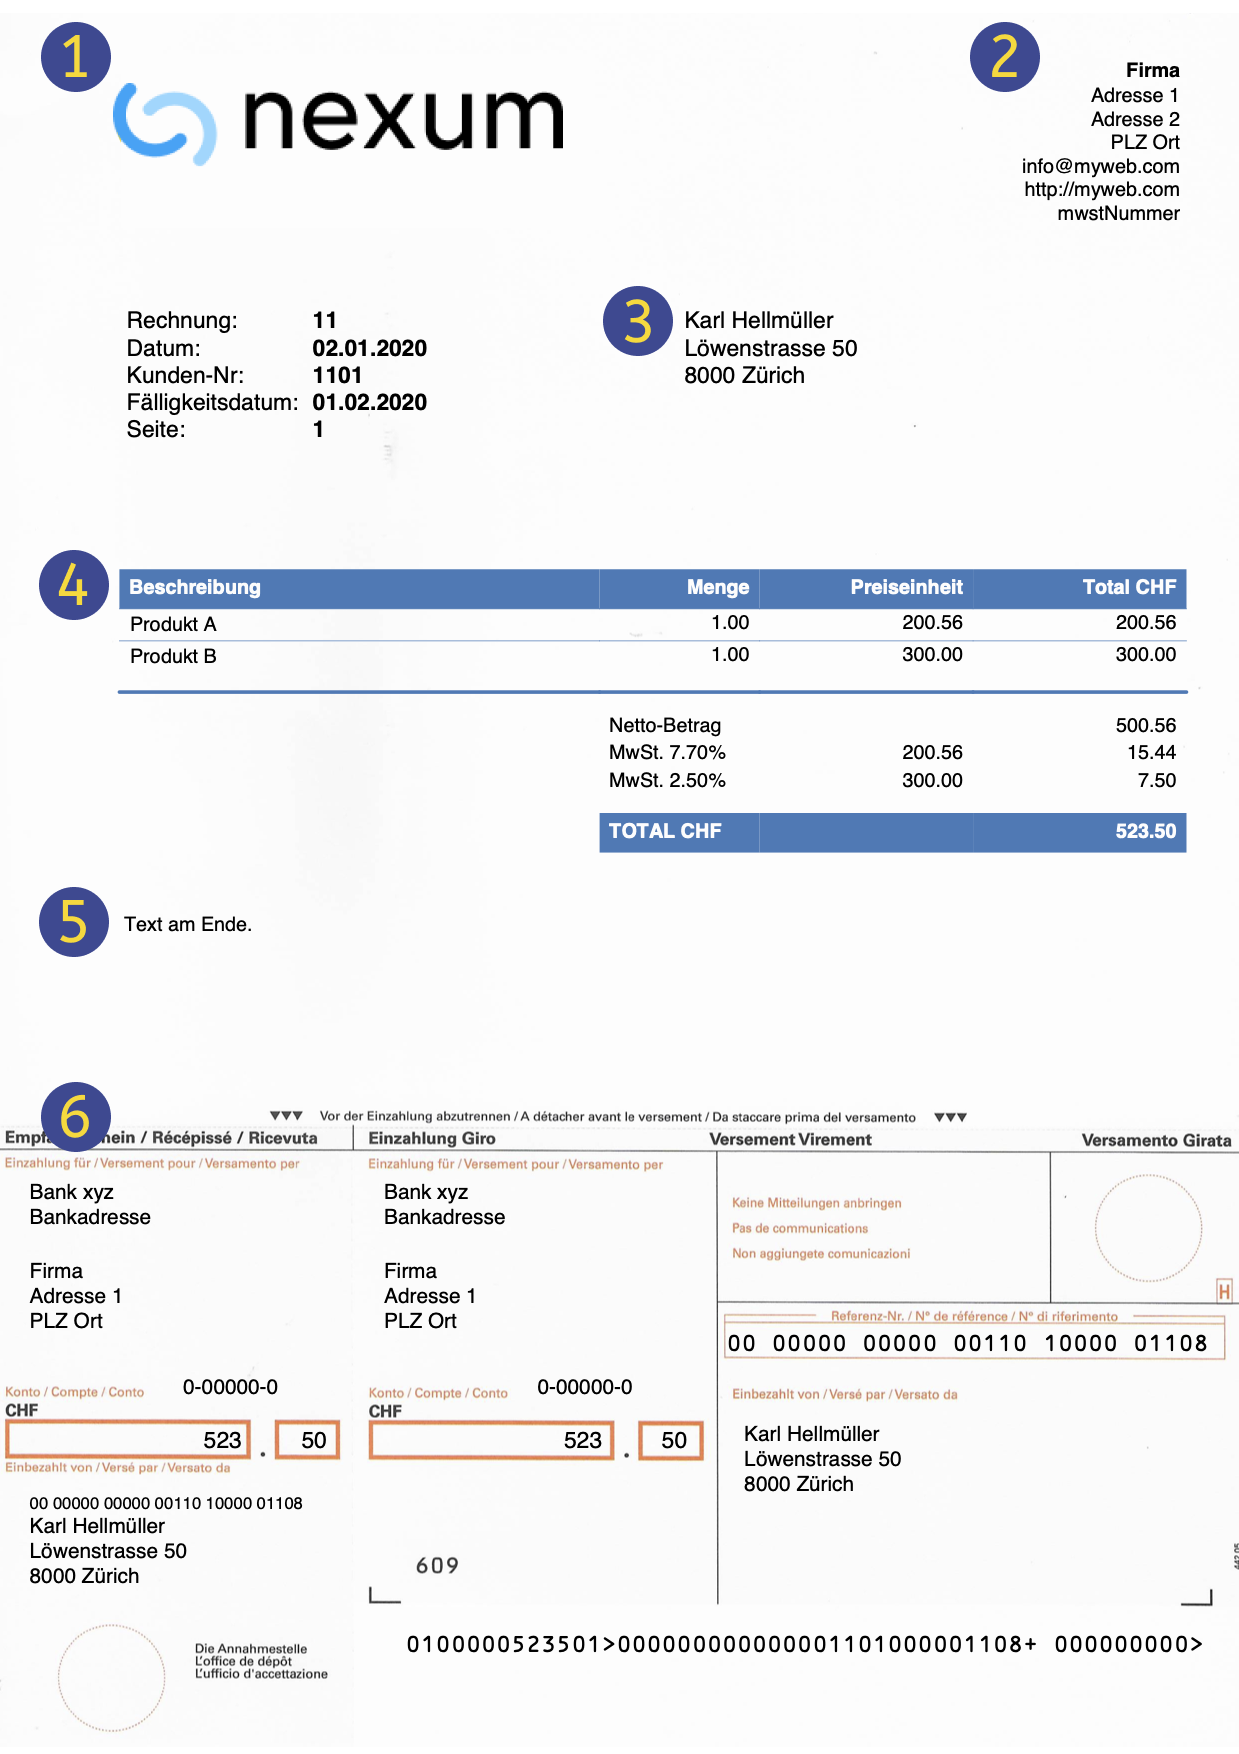 1
nexum
2
Firma
Adresse 1
Adresse 2
PLZ Ort
info@myweb.com
http://myweb.com
mwstNummer
Rechnung: 11
Datum: 02.01.2020
Kunden-Nr: 1101
Fälligkeitsdatum: 01.02.2020
Seite: 1
3
Karl Hellmüller
Löwenstrasse 50
8000 Zürich
4
Beschreibung Menge Preiseinheit Total CHF
Produkt A 1.00 200.56 200.56
Produkt B 1.00 300.00 300.00
Netto-Betrag 500.56
MwSt. 7.70% 200.56 15.44
MwSt. 2.50% 300.00 7.50
TOTAL CHF 523.50
5
Text am Ende.
6
▼▼▼ Vor der Einzahlung abzutrennen / A détacher avant le versement / Da staccare prima del versamento ▼▼▼
/ Récépissé / Ricevuta
Einzahlung für / Versement pour / Versamento per
Bank xyz
Bankadresse
Firma
Adresse 1
PLZ Ort
Konto / Compte / Conto 0-00000-0
CHF
523 . 50
Einbezahlt von / Versé par / Versato da
00 00000 00000 00110 10000 01108
Karl Hellmüller
Löwenstrasse 50
8000 Zürich
Die Annahmestelle
L'office de dépôt
L'ufficio d'accettazione
Einzahlung Giro Versement Virement Versamento Girata
Einzahlung für / Versement pour / Versamento per
Bank xyz
Bankadresse
Firma
Adresse 1
PLZ Ort
Konto / Compte / Conto 0-00000-0
CHF
523 . 50
609
Keine Mitteilungen anbringen
Pas de communications
Non aggiungete comunicazioni
H
Referenz-Nr. / N° de référence / N° di riferimento
00 00000 00000 00110 10000 01108
Einbezahlt von / Versé par / Versato da
Karl Hellmüller
Löwenstrasse 50
8000 Zürich
442.05
0100000523501>000000000000001101000001108+ 000000000>